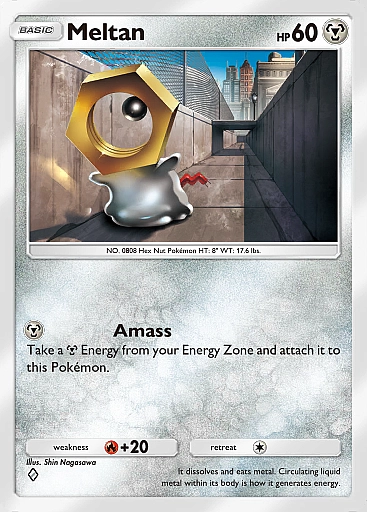 BASIC Meltan HP 60
NO. 0808 Hex Nut Pokémon HT: 8" WT: 17.6 lbs.
Amass
Take a Energy from your Energy Zone and attach it to
this Pokémon.
weakness +20 retreat
Illus. Shin Nagasawa
It dissolves and eats metal. Circulating liquid
metal within its body is how it generates energy.